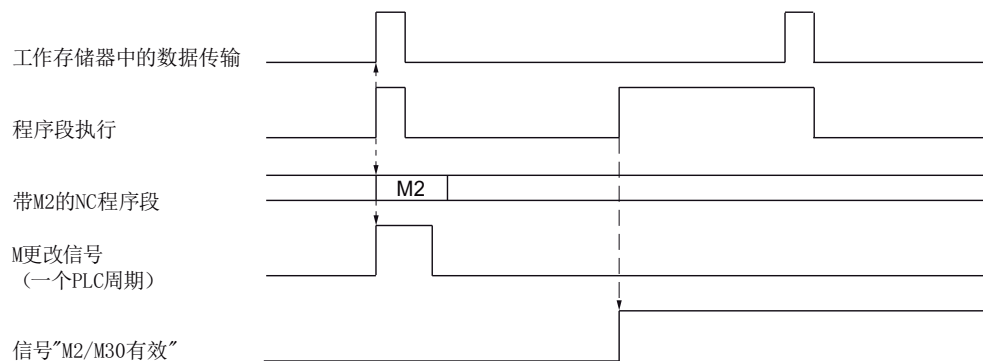 工作存储器中的数据传输
程序段执行
带M2的NC程序段
M2
M更改信号
（一个PLC周期）
信号"M2/M30有效"